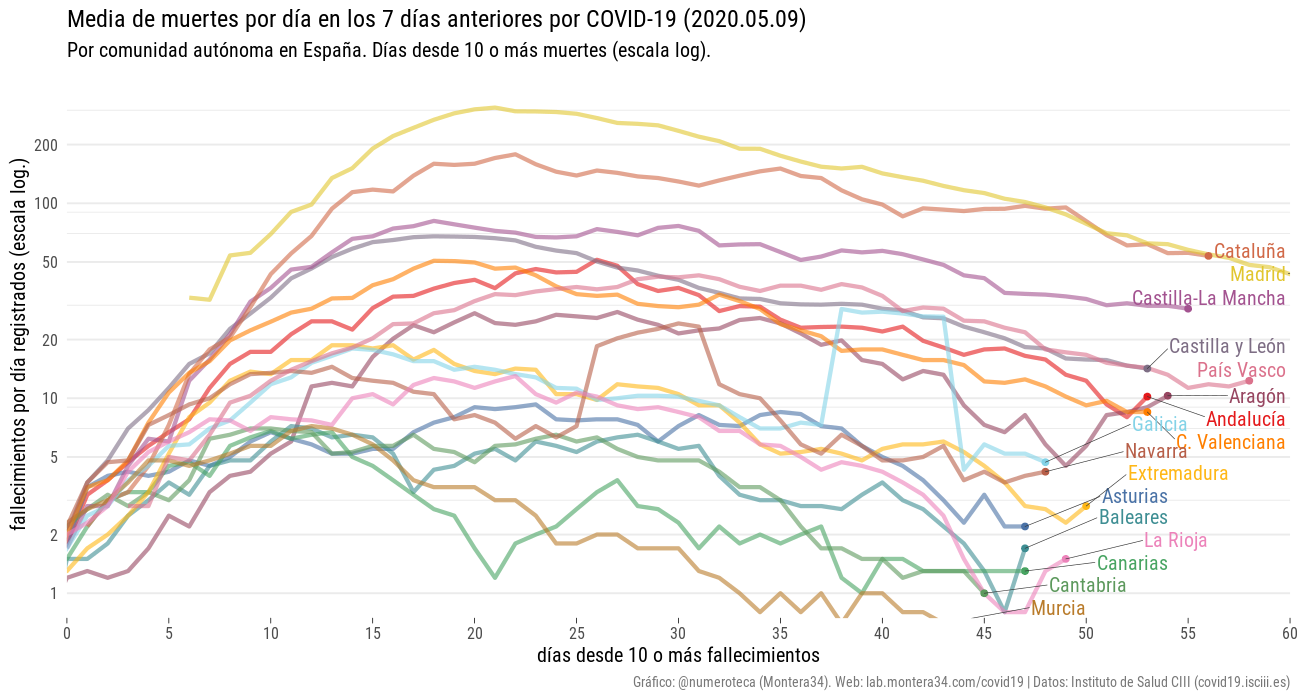 Media de muertes por día en los 7 días anteriores por COVID-19 (2020.05.09)
Por comunidad autónoma en España. Días desde 10 o más muertes (escala log).
fallecimientos por día registrados (escala log.)
200
100
50
20
10
5
2
1
Cataluña
Madrid
Castilla-La Mancha
Castilla y León
País Vasco
Aragón
Andalucía
Galicia
C. Valenciana
Navarra
Extremadura
Asturias
Baleares
La Rioja
Canarias
Cantabria
Murcia
0 5 10 15 20 25 30 35 40 45 50 55 60
días desde 10 o más fallecimientos
Gráfico: @numeroteca (Montera34). Web: lab.montera34.com/covid19 | Datos: Instituto de Salud CIII (covid19.isciii.es)